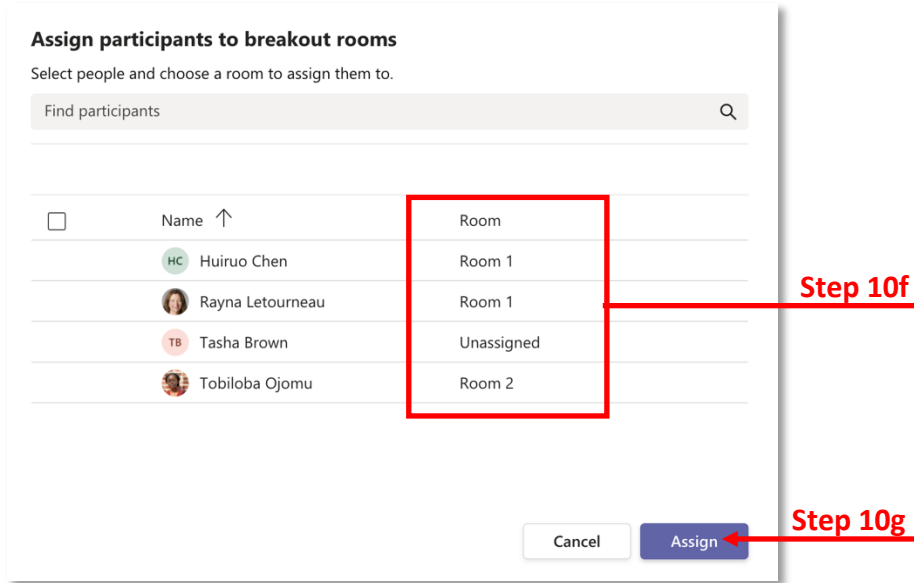 Assign participants to breakout rooms
Select people and choose a room to assign them to.
Find participants
Name ↑ Room
HC Huiruo Chen Room 1
Rayna Letourneau Room 1
Step 10f
TB Tasha Brown Unassigned
Tobiloba Ojomu Room 2
Step 10g
Cancel Assign